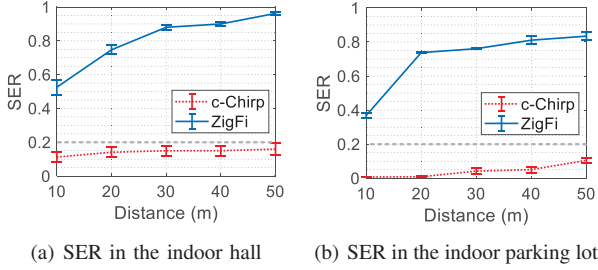 1
0.8
0.6
0.4
0.2
0
SER
c-Chirp
ZigFi
10 20 30 40 50
Distance (m)
(a) SER in the indoor hall
1
0.8
0.6
0.4
0.2
0
SER
c-Chirp
ZigFi
10 20 30 40 50
Distance (m)
(b) SER in the indoor parking lot